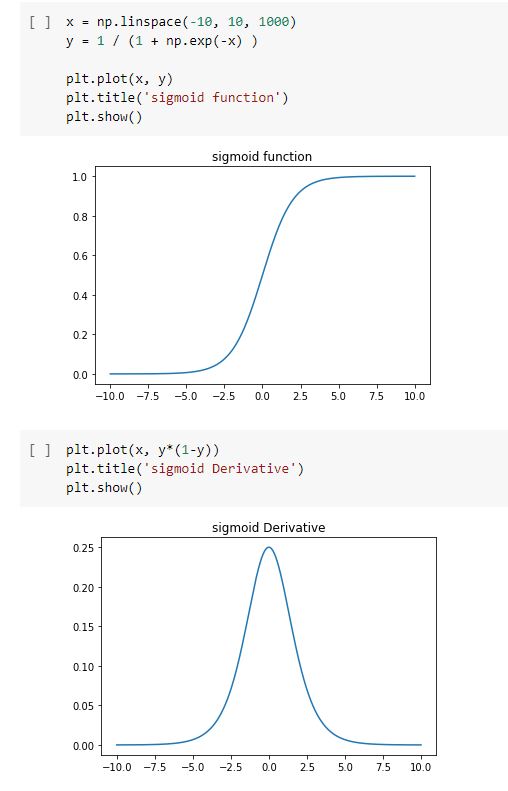 [ ] x = np.linspace(-10, 10, 1000)
y = 1 / (1 + np.exp(-x) )
plt.plot(x, y)
plt.title('sigmoid function')
plt.show()
sigmoid function
1.0
0.8
0.6
0.4
0.2
0.0
−10.0 −7.5 −5.0 −2.5 0.0 2.5 5.0 7.5 10.0
[ ] plt.plot(x, y*(1-y))
plt.title('sigmoid Derivative')
plt.show()
sigmoid Derivative
0.25
0.20
0.15
0.10
0.05
0.00
−10.0 −7.5 −5.0 −2.5 0.0 2.5 5.0 7.5 10.0